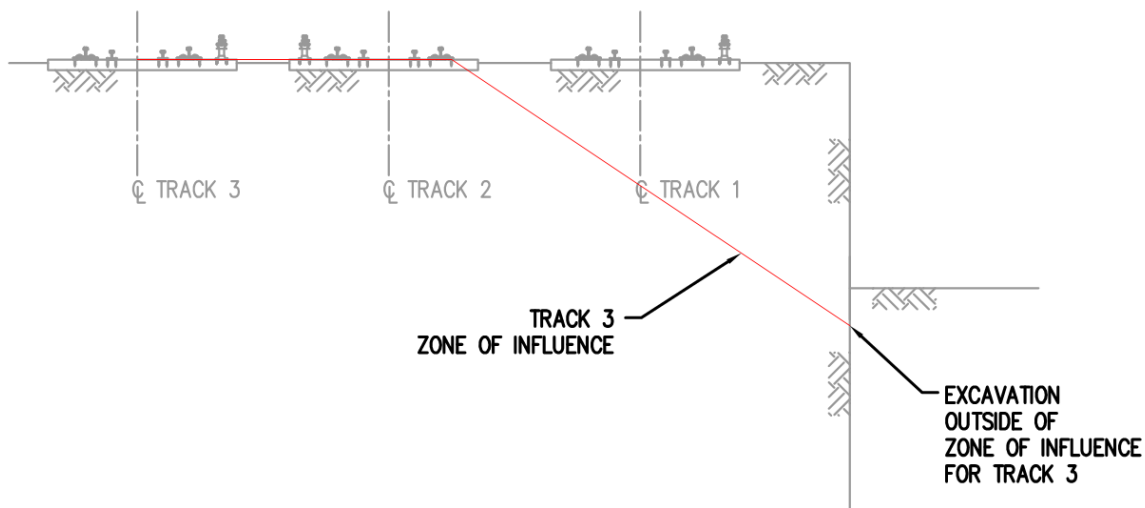 ℄ TRACK 3
℄ TRACK 2
℄ TRACK 1
TRACK 3
ZONE OF INFLUENCE
EXCAVATION
OUTSIDE OF
ZONE OF INFLUENCE
FOR TRACK 3